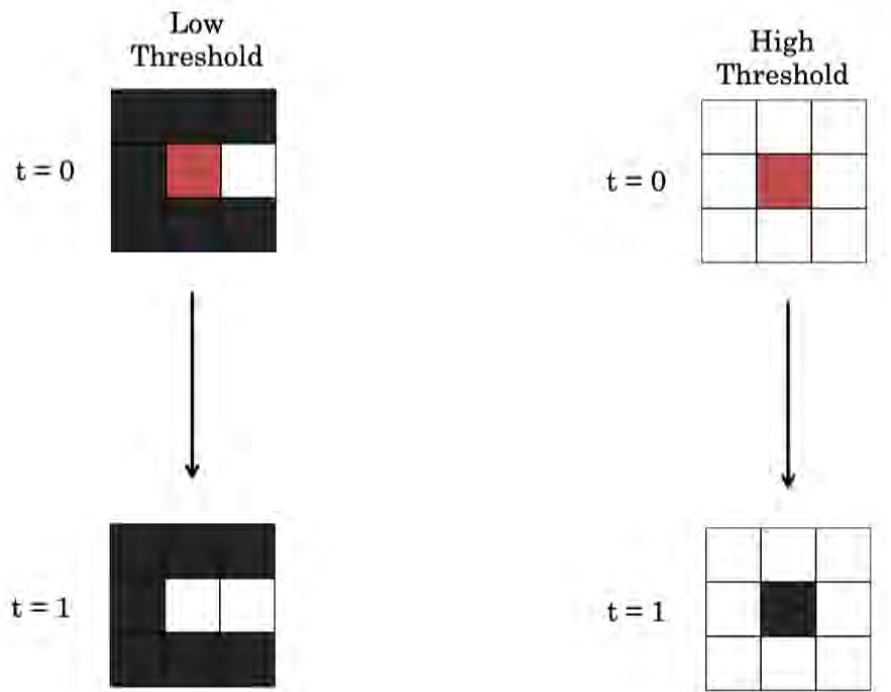 Low
Threshold
High
Threshold
t = 0
t = 0
t = 1
t = 1